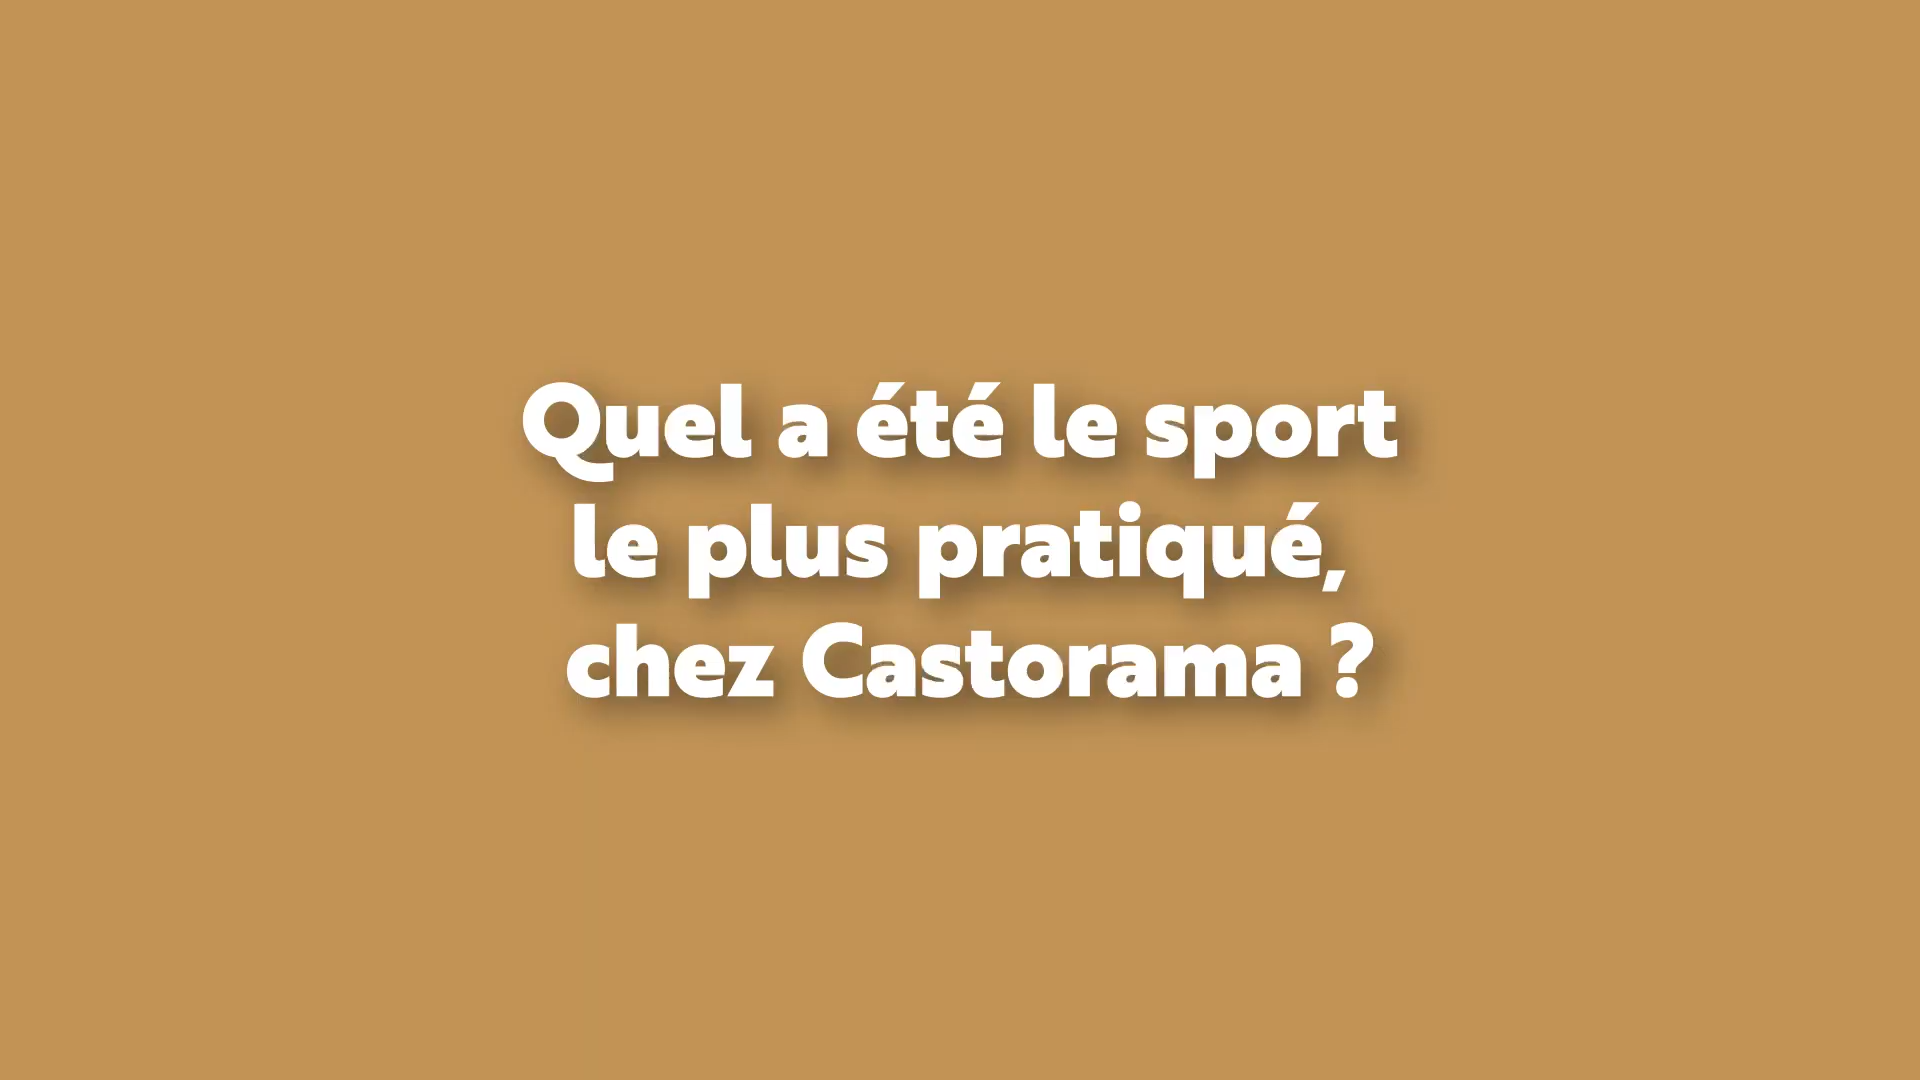 Quel a été le sport
le plus pratiqué,
chez Castorama ?